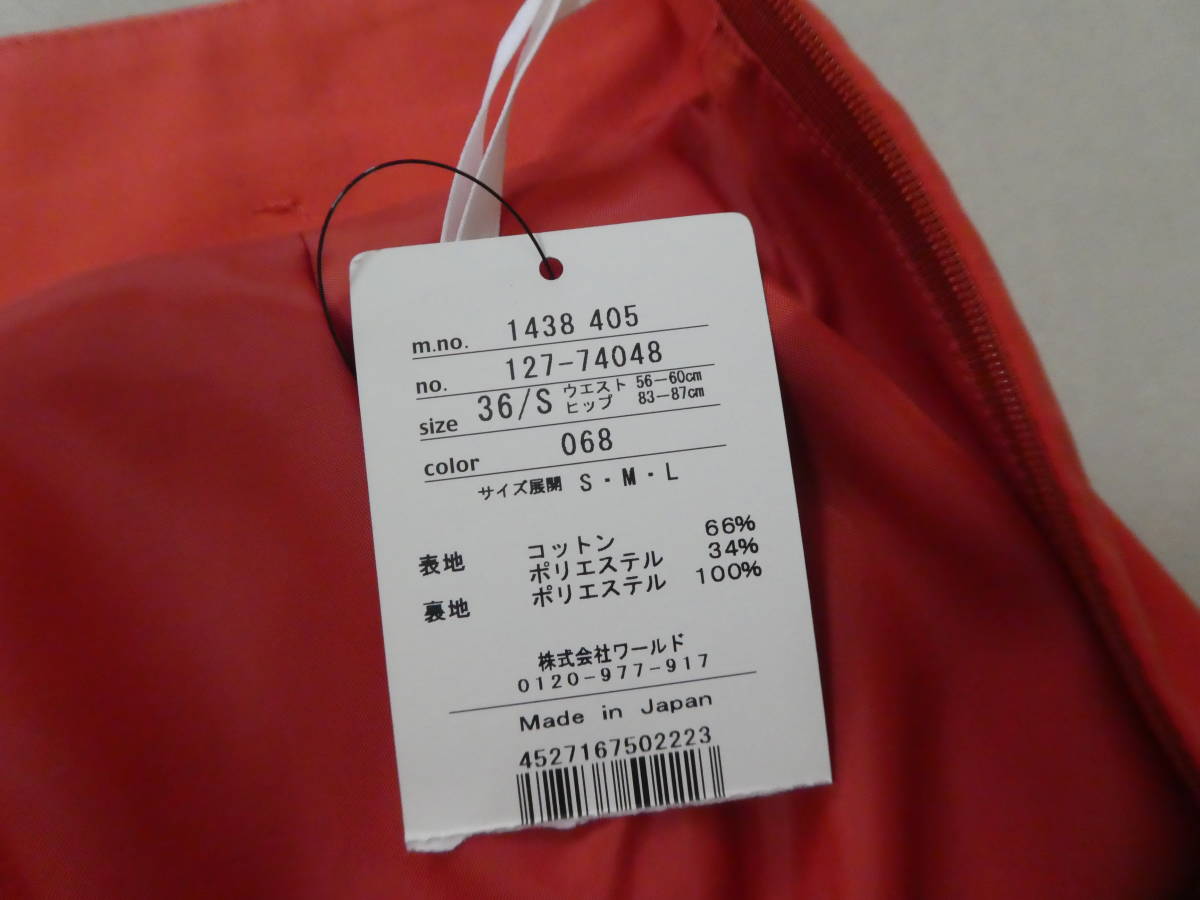 m.no. 1438 405
no. 127-74048
size 36/S ウエスト 56−60㎝
ヒップ 83−87㎝
color 068
サイズ展開 S・M・L
表地 コットン 66%
ポリエステル 34%
裏地 ポリエステル 100%
株式会社ワールド
0120-977-917
Made in Japan
4527167502223